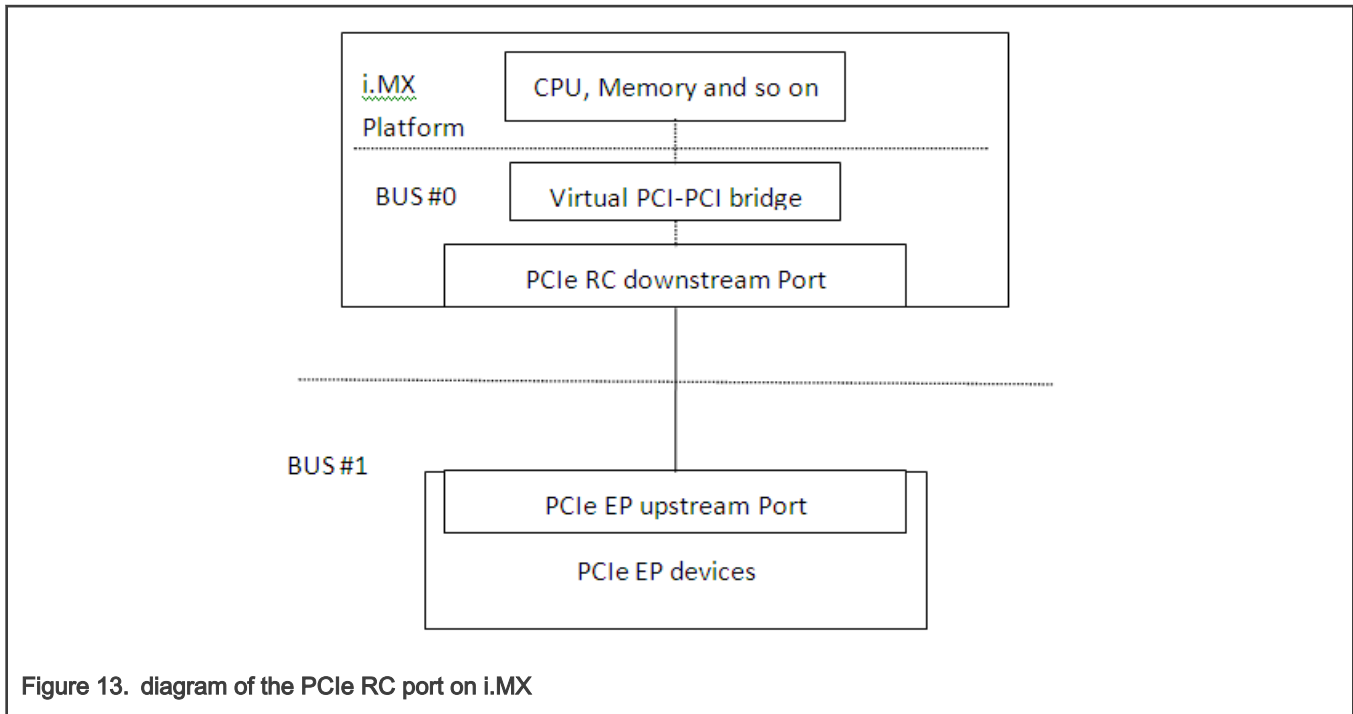 i.MX
Platform
CPU, Memory and so on
BUS #0
Virtual PCI-PCI bridge
PCIe RC downstream Port
BUS #1
PCIe EP upstream Port
PCIe EP devices
Figure 13. diagram of the PCIe RC port on i.MX